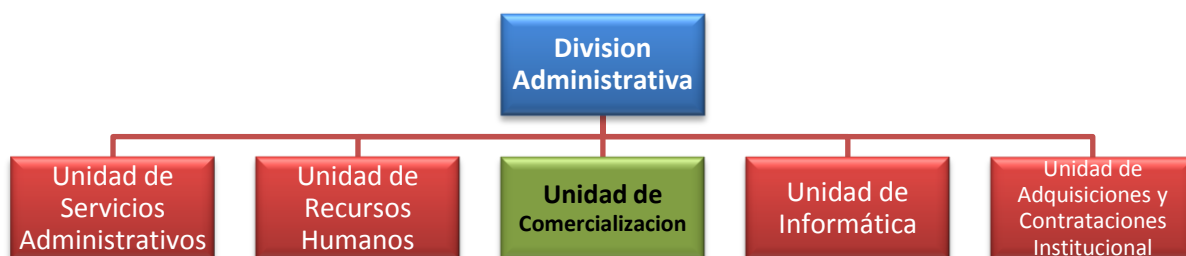 Division
Administrativa
Unidad de
Servicios
Administrativos
Unidad de
Recursos
Humanos
Unidad de
Comercializacion
Unidad de
Informática
Unidad de
Adquisiciones y
Contrataciones
Institucional